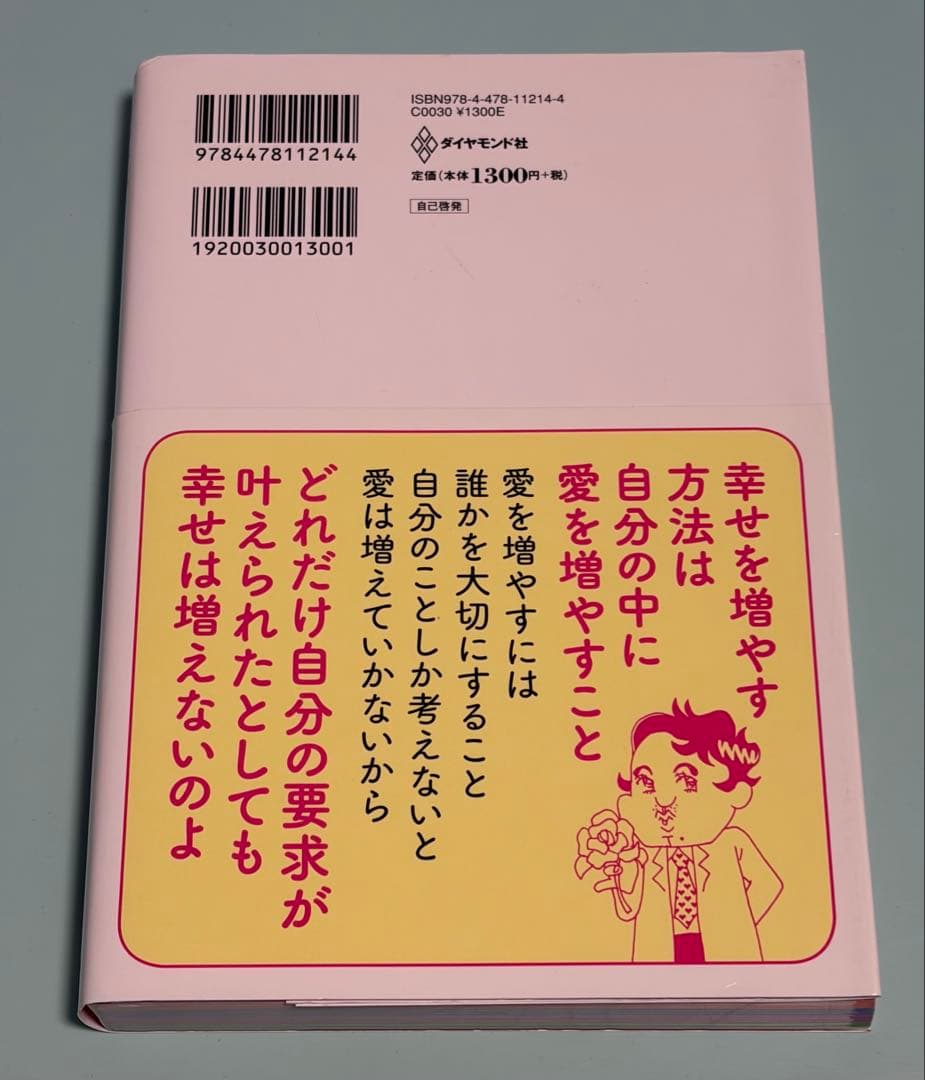 9784478112144
1920030013001
ISBN978-4-478-11214-4
C0030 ¥1300E
ダイヤモンド社
定価(本体1300円+税)
自己啓発
幸せを増やす
方法は
自分の中に
愛を増やすこと
愛を増やすには
誰かを大切にすること
自分のことしか考えないと
愛は増えていかないから
どれだけ自分の要求が
叶えられたとしても
幸せは増えないのよ